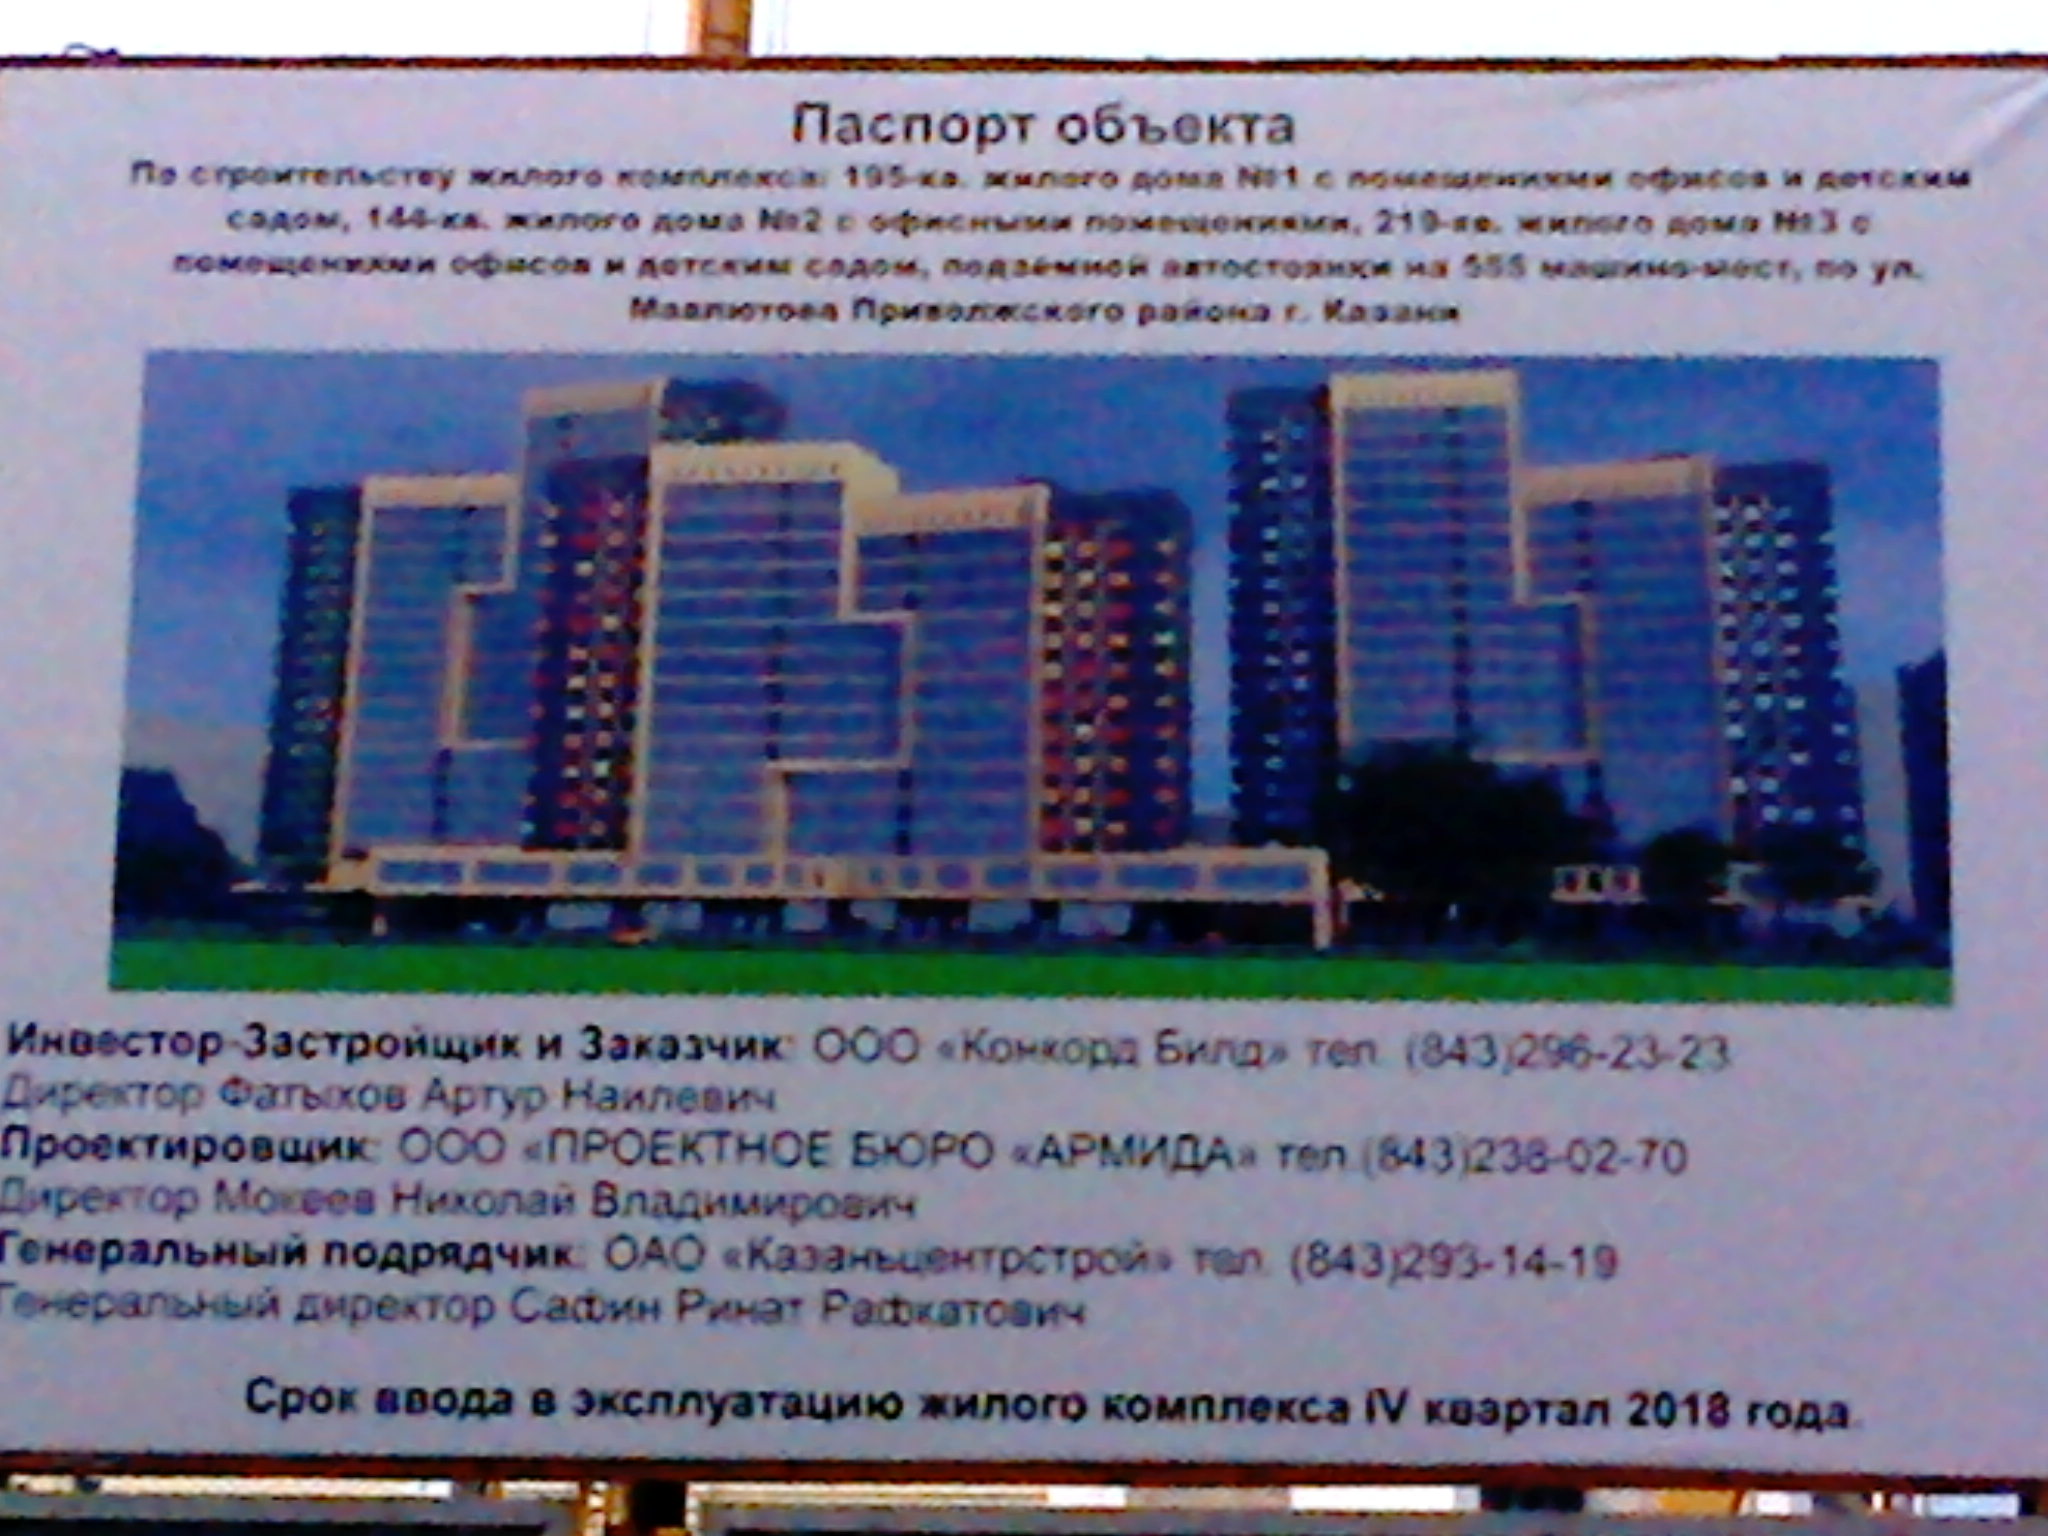 Паспорт объекта
По строительству жилого комплекса: 195-кв. жилого дома №1 с помещениями офисов и детским
садом, 144-кв. жилого дома №2 с офисными помещениями, 219-кв. жилого дома №3 с
помещениями офисов и детским садом, подземной автостоянки на 555 машино-мест, по ул.
Мавлютова Приволжского района г. Казани
Инвестор-Застройщик и Заказчик: ООО «Конкорд Билд» тел. (843)296-23-23
Директор Фатыхов Артур Наилевич
Проектировщик: ООО «ПРОЕКТНОЕ БЮРО «АРМИДА» тел.(843)238-02-70
Директор Мокеев Николай Владимирович
Генеральный подрядчик: ОАО «Казаньцентрстрой» тел. (843)293-14-19
Генеральный директор Сафин Ринат Рафкатович
Срок ввода в эксплуатацию жилого комплекса IV квартал 2018 года.